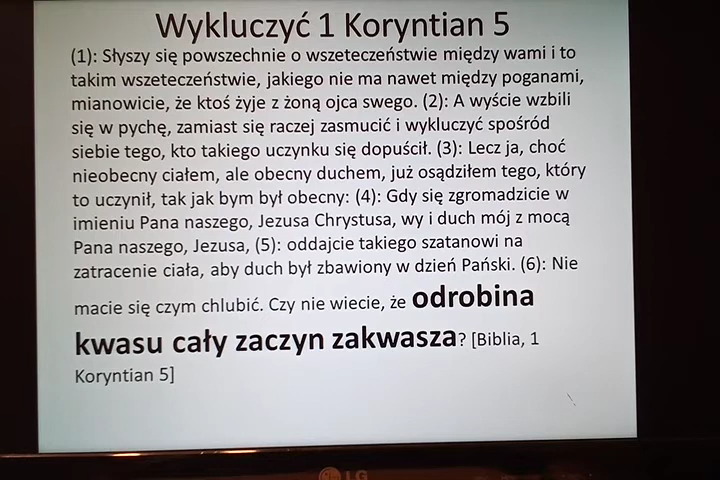 Wykluczyć 1 Koryntian 5
(1): Słyszy się powszechnie o wszeteczeństwie między wami i to
takim wszeteczeństwie, jakiego nie ma nawet między poganami,
mianowicie, że ktoś żyje z żoną ojca swego. (2): A wyście wzbili
się w pychę, zamiast się raczej zasmucić i wykluczyć spośród
siebie tego, kto takiego uczynku się dopuścił. (3): Lecz ja, choć
nieobecny ciałem, ale obecny duchem, już osądziłem tego, który
to uczynił, tak jak bym był obecny: (4): Gdy się zgromadzicie w
imieniu Pana naszego, Jezusa Chrystusa, wy i duch mój z mocą
Pana naszego, Jezusa, (5): oddajcie takiego szatanowi na
zatracenie ciała, aby duch był zbawiony w dzień Pański. (6): Nie
macie się czym chlubić. Czy nie wiecie, że odrobina
kwasu cały zaczyn zakwasza? [Biblia, 1
Koryntian 5]
LG